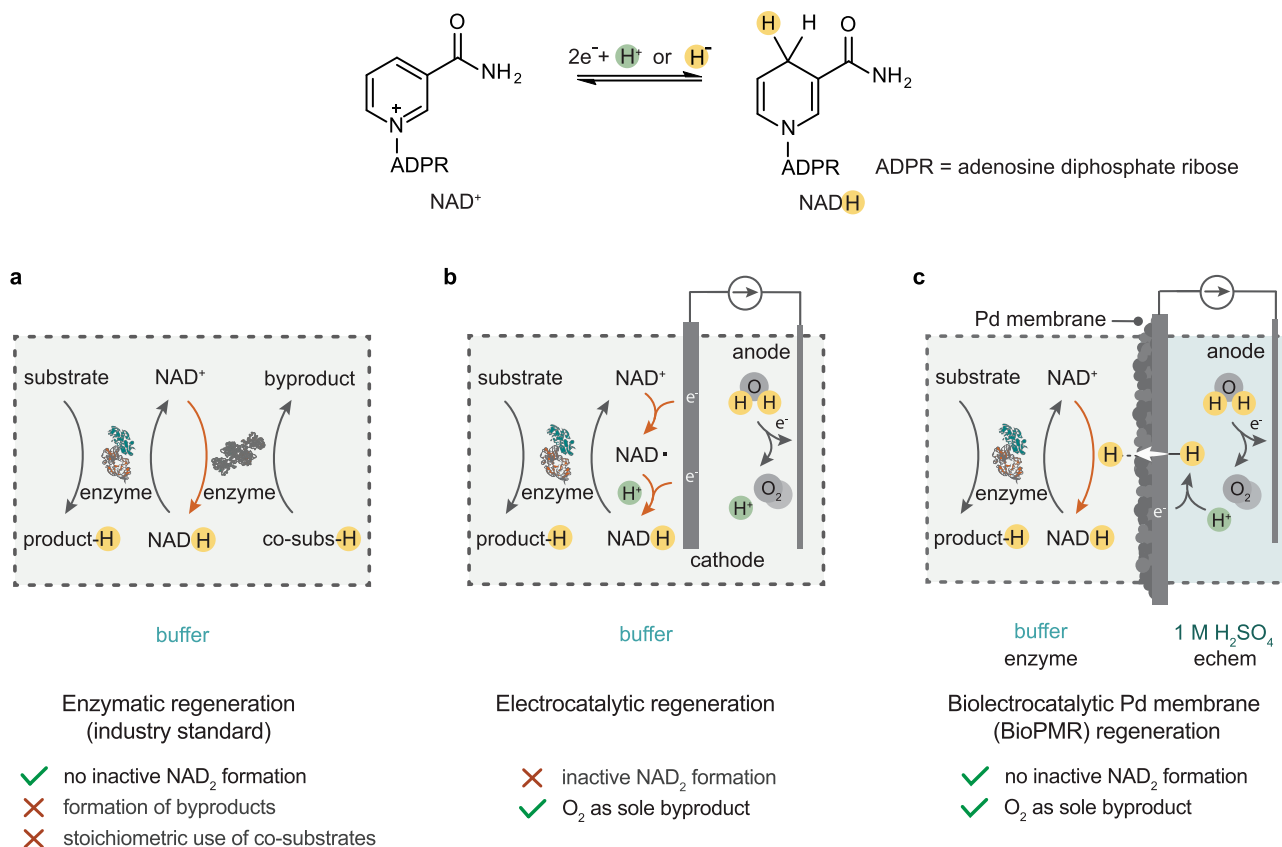 O
NH₂
N
+
ADPR
NAD⁺
2e⁻+ H⁺ or H⁻
H H
O
NH₂
N
ADPR
NADH
ADPR = adenosine diphosphate ribose
a
substrate NAD⁺ byproduct
enzyme enzyme
product-H NADH co-subs-H
buffer
Enzymatic regeneration
(industry standard)
no inactive NAD₂ formation
formation of byproducts
stoichiometric use of co-substrates
b
anode
substrate NAD⁺ e⁻ O
H H
e⁻
NAD•
enzyme H⁺ e⁻ O₂
H⁺
product-H NADH
cathode
buffer
Electrocatalytic regeneration
inactive NAD₂ formation
O₂ as sole byproduct
c
Pd membrane
anode
substrate NAD⁺ O
H H
e⁻
H H
enzyme e⁻ O₂
H⁺
product-H NADH
buffer 1 M H₂SO₄
enzyme echem
Biolectrocatalytic Pd membrane
(BioPMR) regeneration
no inactive NAD₂ formation
O₂ as sole byproduct